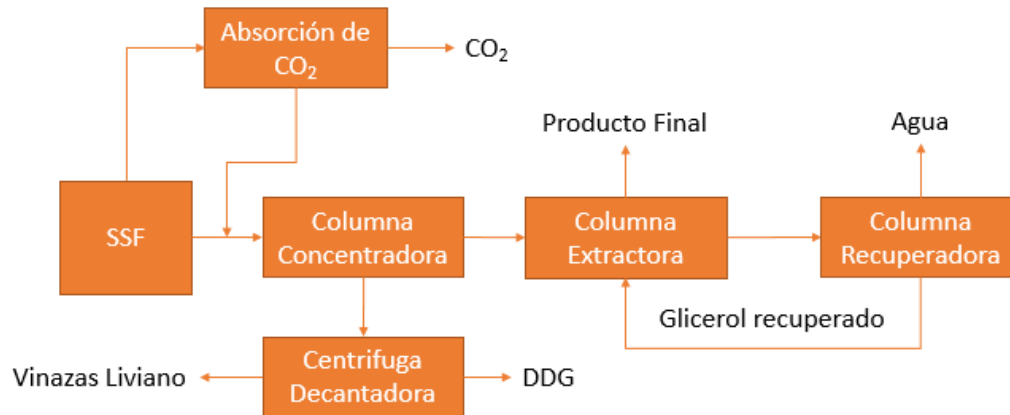 Absorción de
CO₂
CO₂
Producto Final
Agua
SSF
Columna
Concentradora
Columna
Extractora
Columna
Recuperadora
Glicerol recuperado
Vinazas Liviano
Centrifuga
Decantadora
DDG